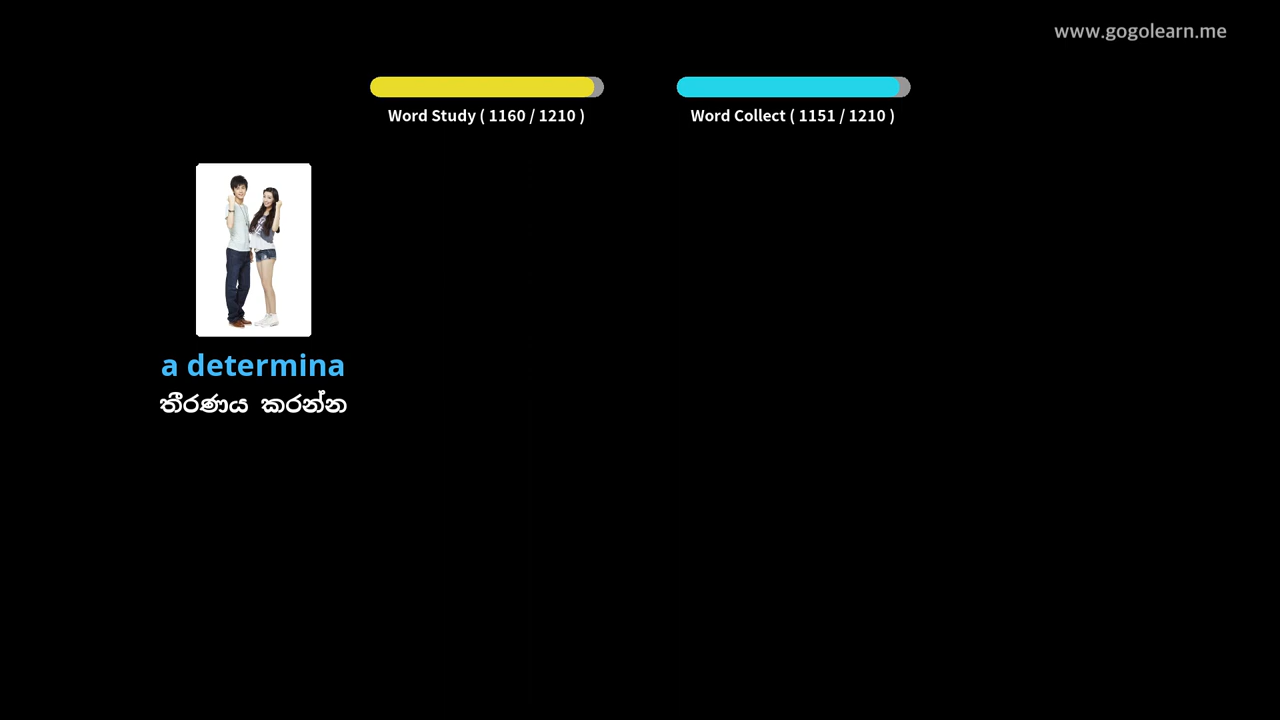 www.gogolearn.me
Word Study ( 1160 / 1210 )
Word Collect ( 1151 / 1210 )
a determina
තීරණය කරන්න